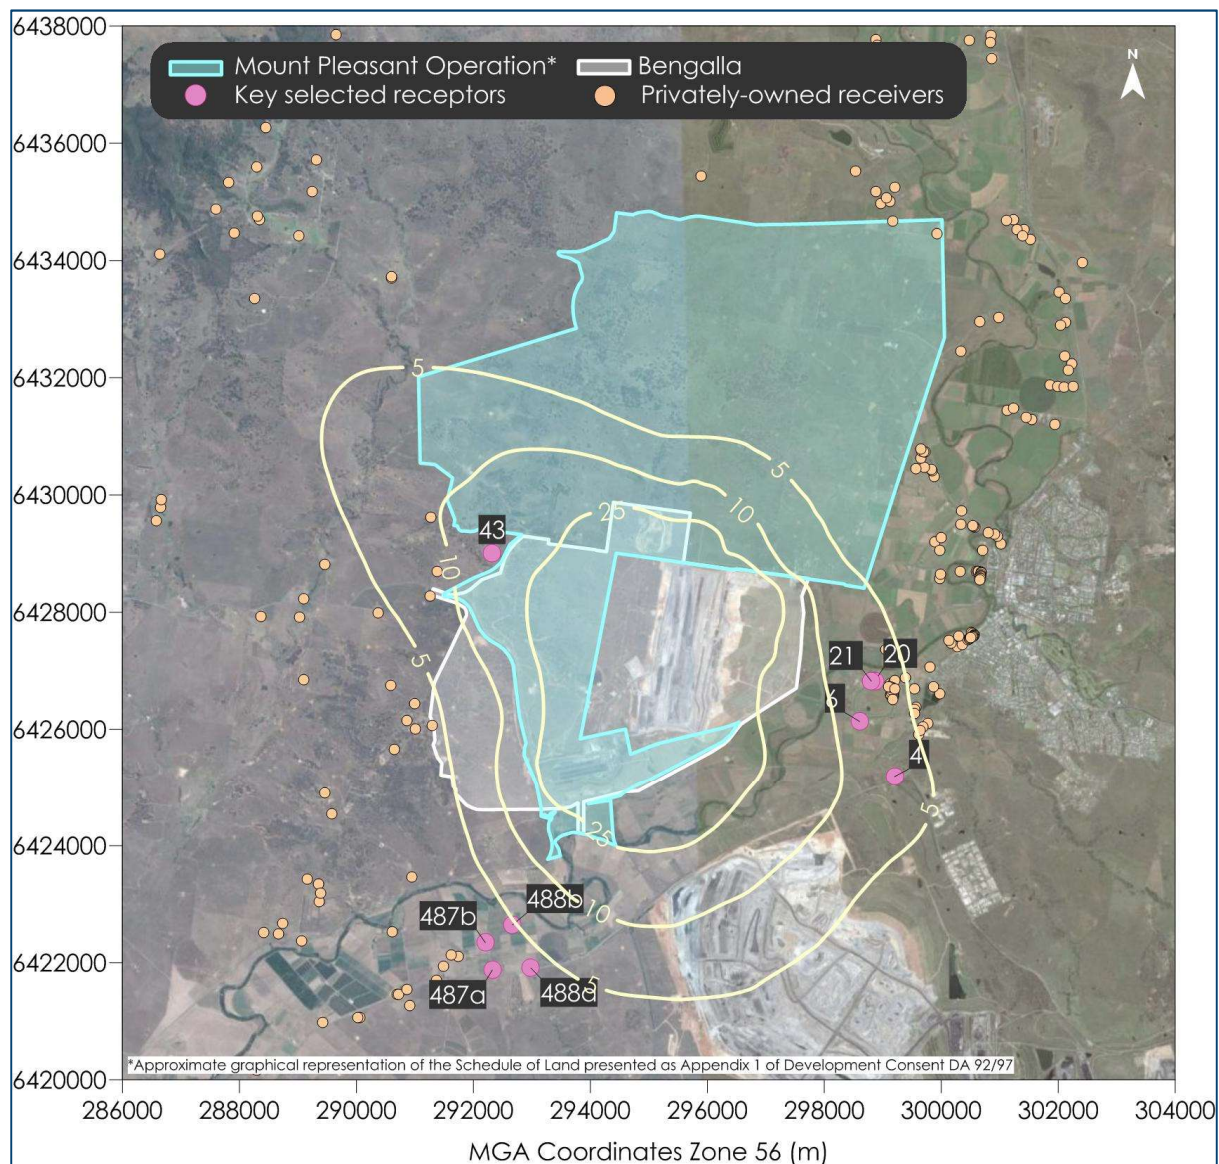 6438000
Mount Pleasant Operation*
Bengalla
N
Key selected receptors
Privately-owned receivers
6436000
6434000
6432000
5
5
6430000
10
25
43
10
6428000
21
20
5
6
6426000
4
5
25
6424000
488b
10
487b
6422000
487a
488a
5
*Approximate graphical representation of the Schedule of Land presented as Appendix 1 of Development Consent DA 92/97
6420000
286000 288000 290000 292000 294000 296000 298000 300000 302000 304000
MGA Coordinates Zone 56 (m)